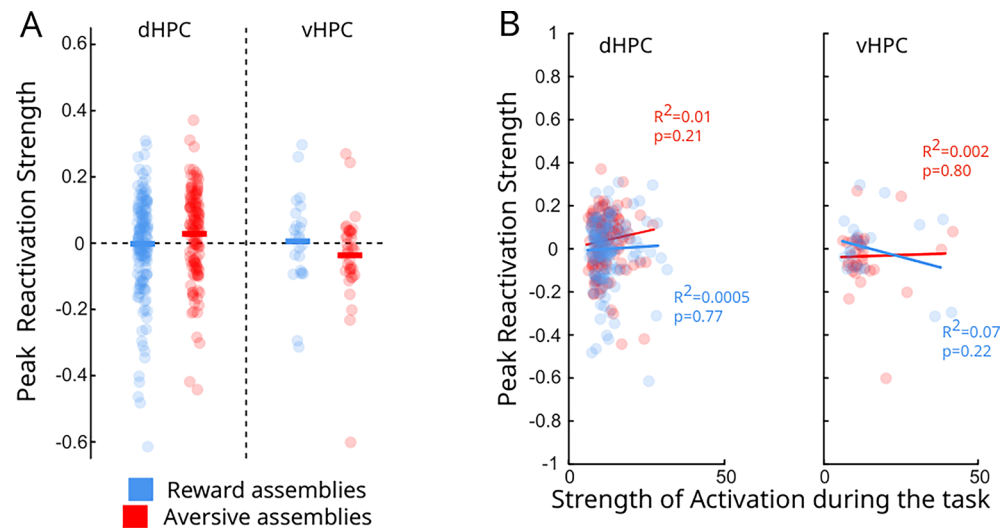 A
dHPC
vHPC
Peak Reactivation Strength
0.6
0.4
0.2
0
-0.2
-0.4
-0.6
Reward assemblies
Aversive assemblies
B
dHPC
vHPC
Peak Reactivation Strength
1
0.8
0.6
0.4
0.2
0
-0.2
-0.4
-0.6
-0.8
-1
R2=0.01
p=0.21
R2=0.0005
p=0.77
R2=0.002
p=0.80
R2=0.07
p=0.22
0
50
0
50
Strength of Activation during the task